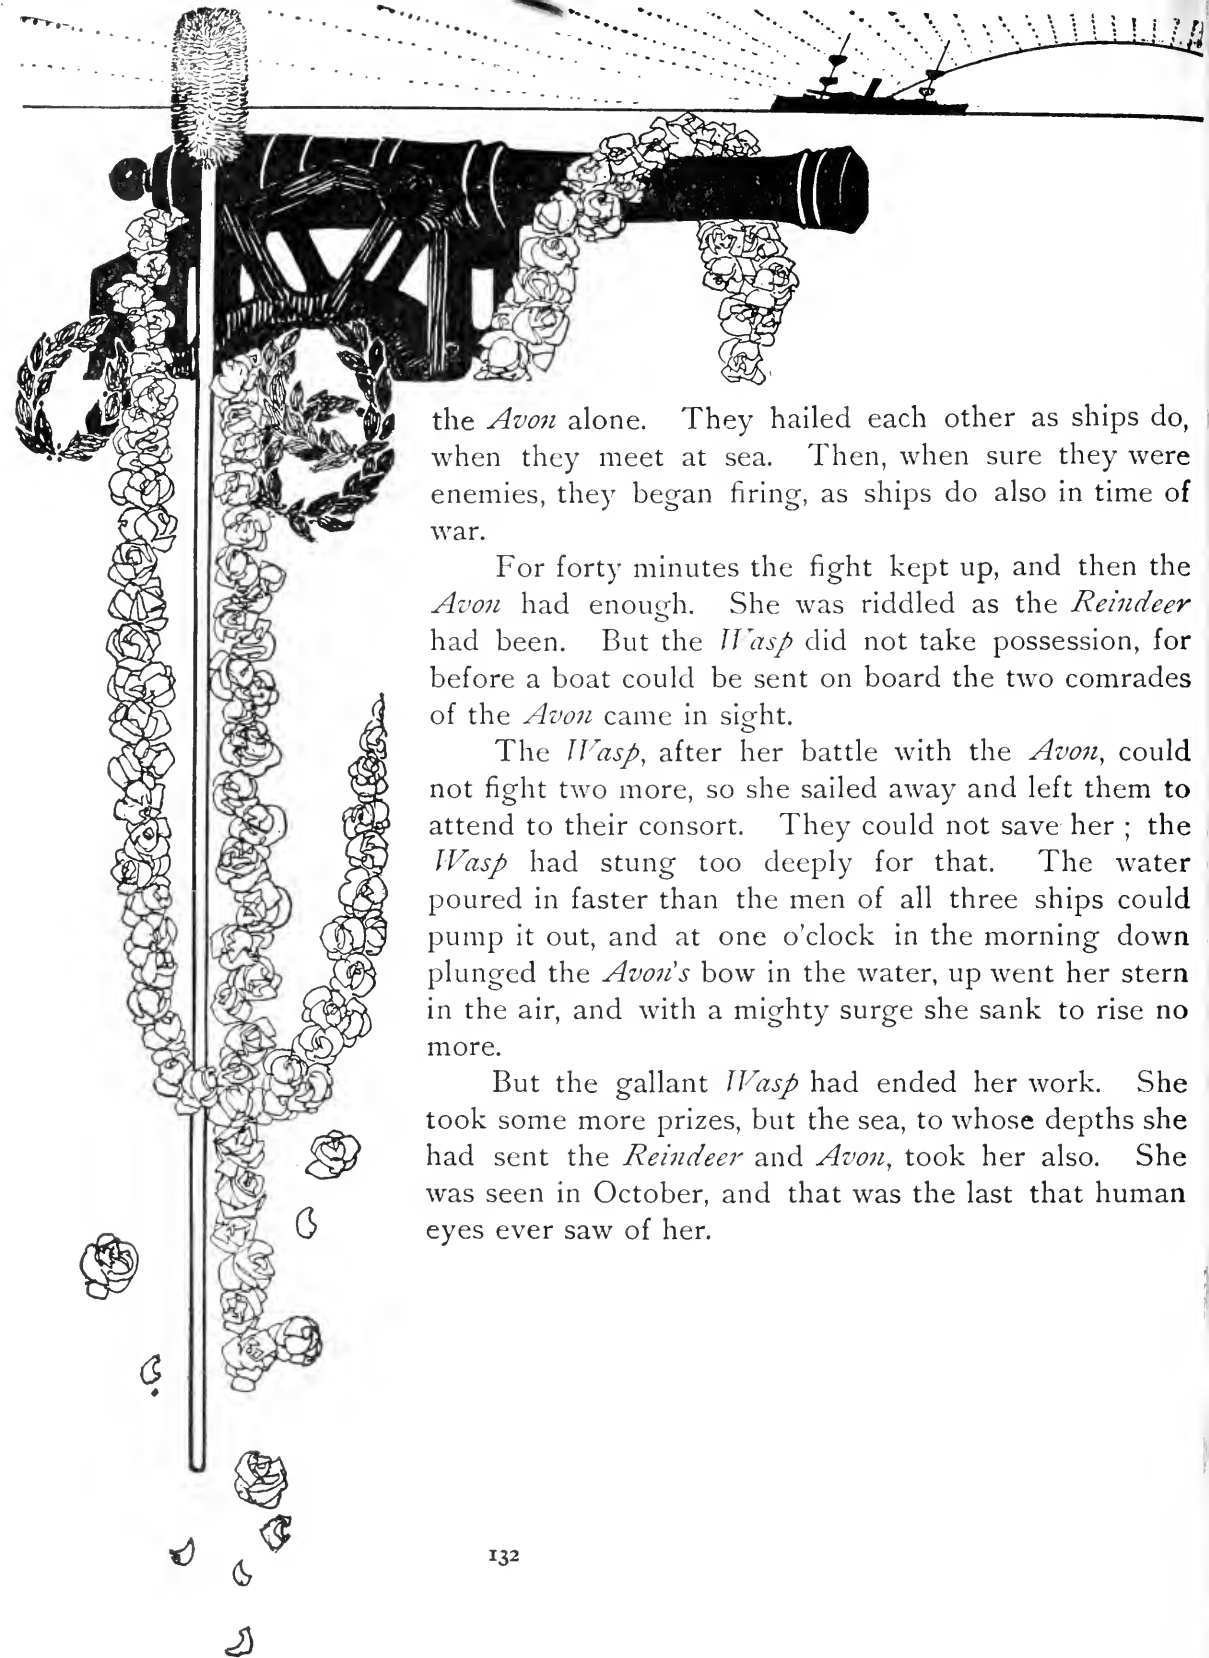 the Avon alone. They hailed each other as ships do,
when they meet at sea. Then, when sure they were
enemies, they began firing, as ships do also in time of
war.
For forty minutes the fight kept up, and then the
Avon had enough. She was riddled as the Reindeer
had been. But the Wasp did not take possession, for
before a boat could be sent on board the two comrades
of the Avon came in sight.
The Wasp, after her battle with the Avon, could
not fight two more, so she sailed away and left them to
attend to their consort. They could not save her ; the
Wasp had stung too deeply for that. The water
poured in faster than the men of all three ships could
pump it out, and at one o'clock in the morning down
plunged the Avon's bow in the water, up went her stern
in the air, and with a mighty surge she sank to rise no
more.
But the gallant Wasp had ended her work. She
took some more prizes, but the sea, to whose depths she
had sent the Reindeer and Avon, took her also. She
was seen in October, and that was the last that human
eyes ever saw of her.
132